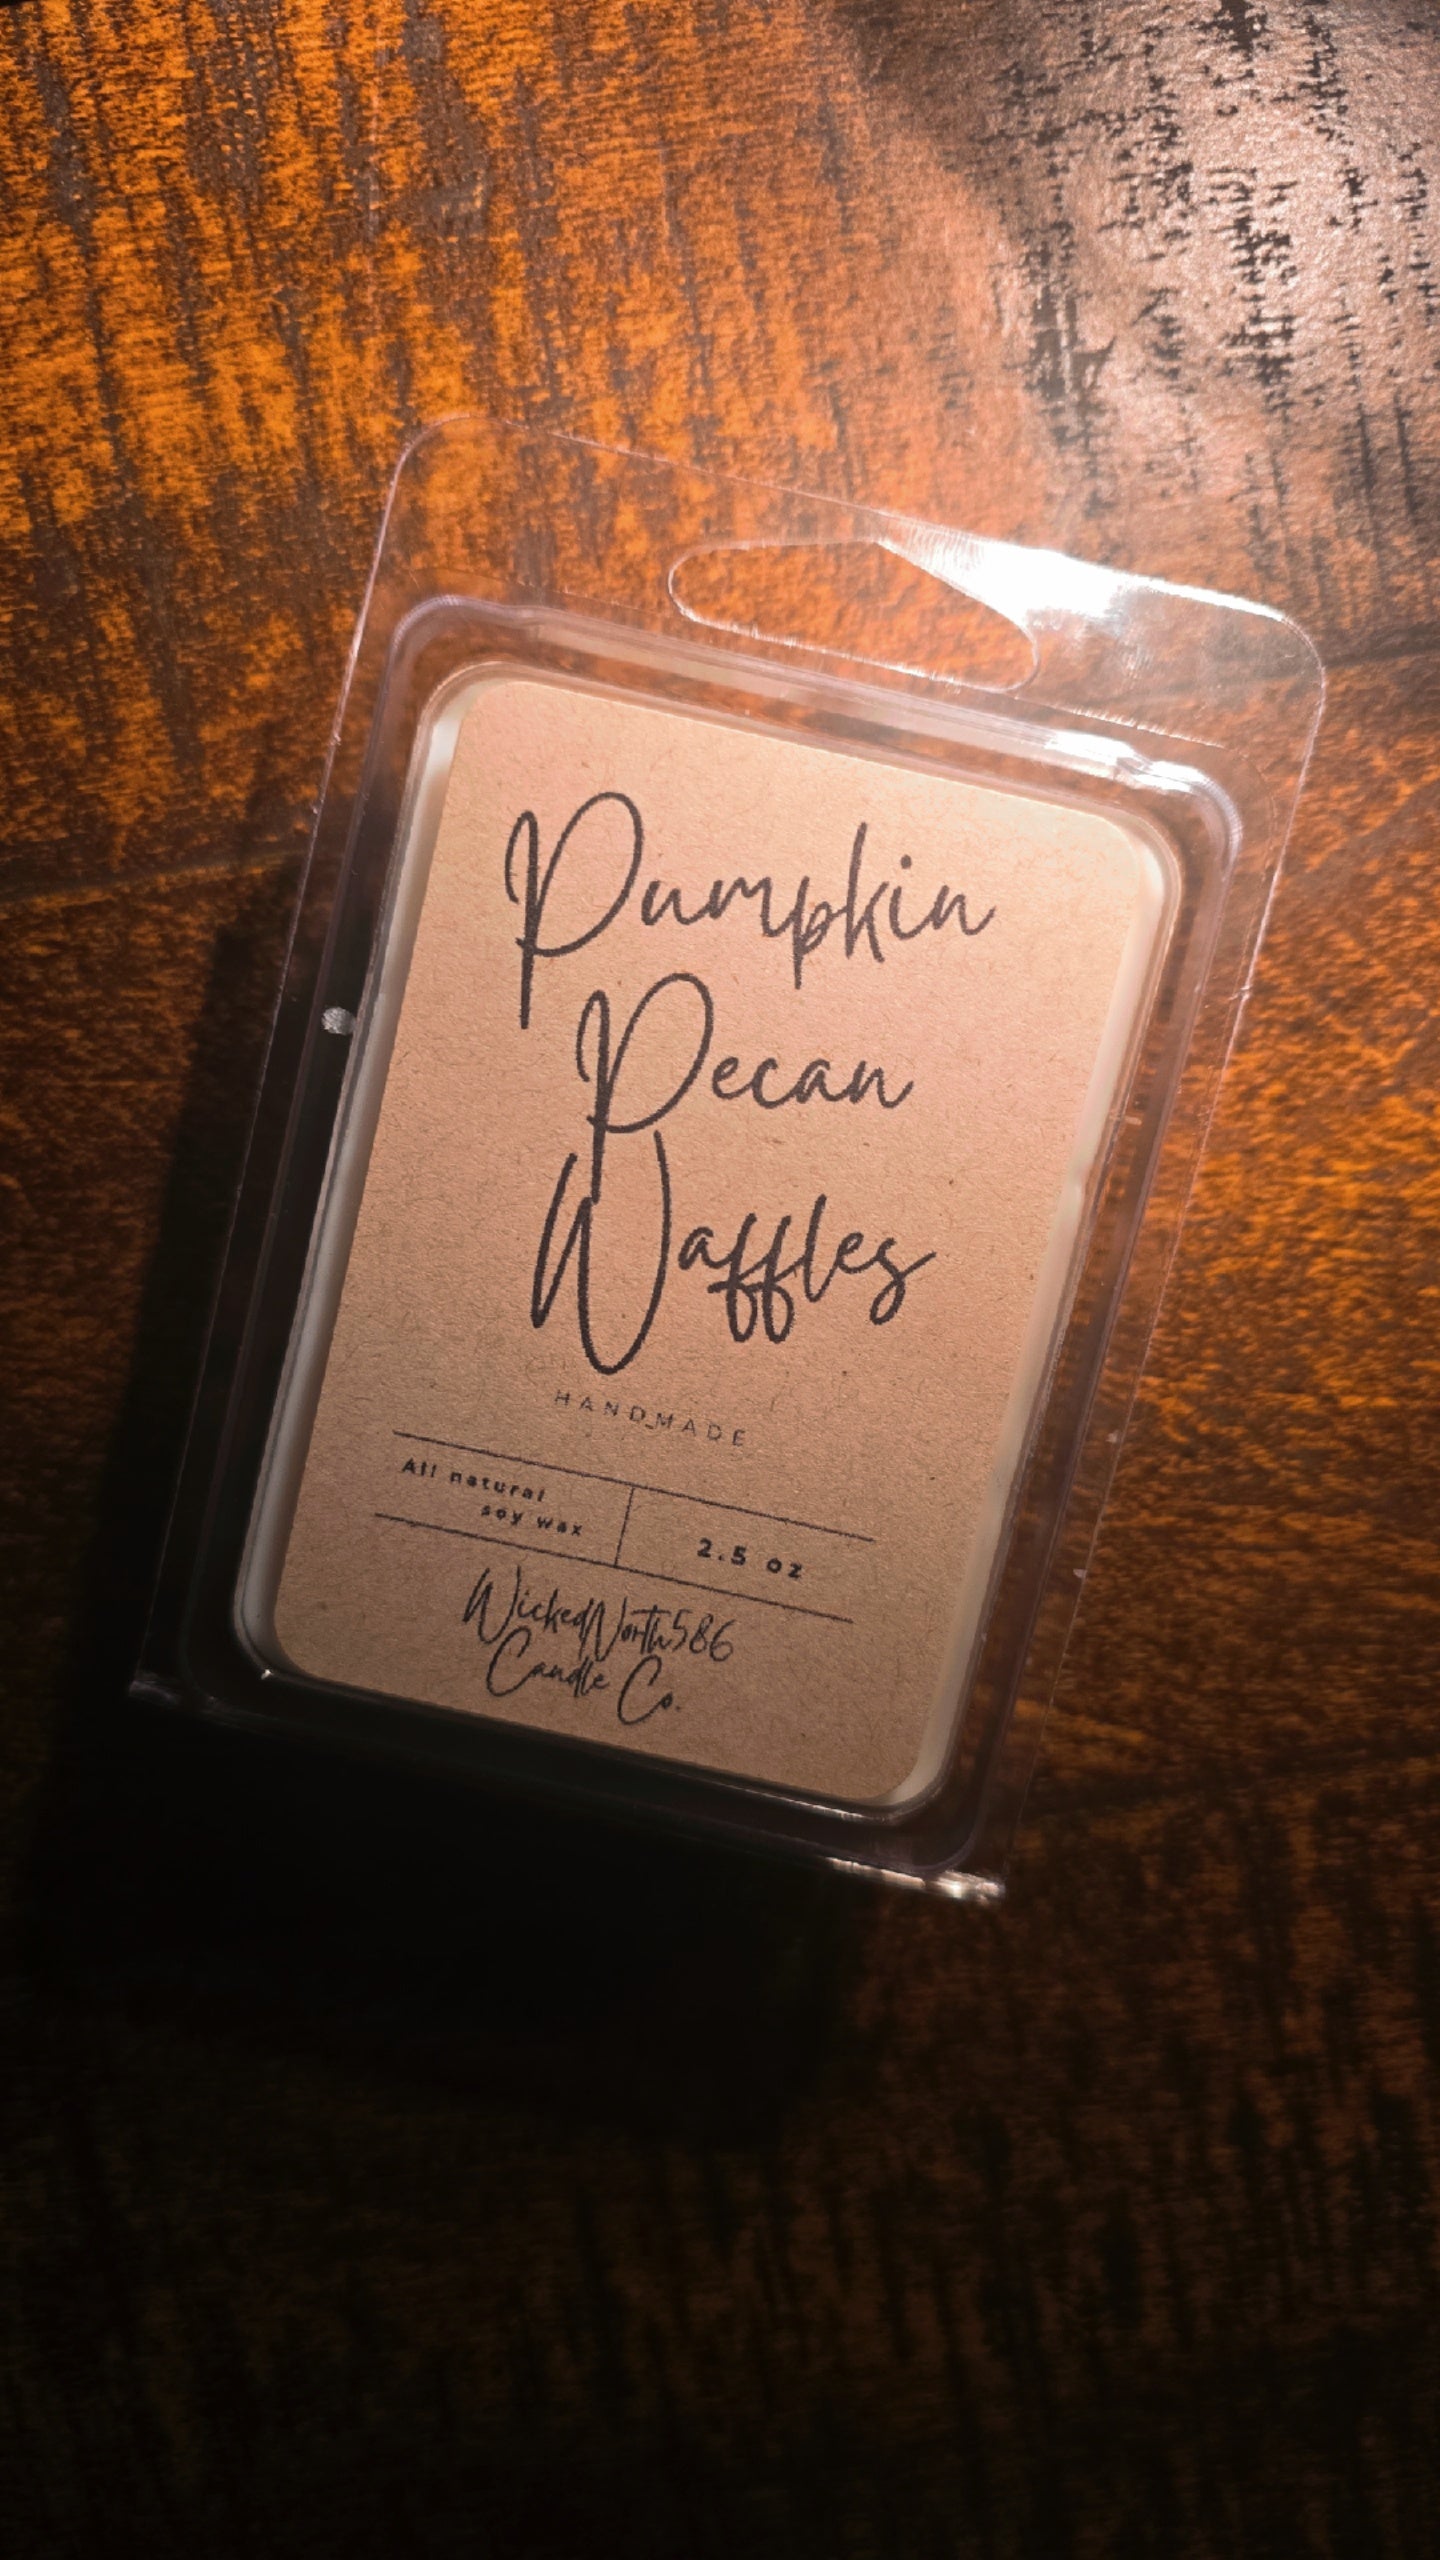 Pumpkin
Pecan
Waffles
HANDMADE
All natural
soy wax
2.5 oz
WickedNorth586
Candle Co.